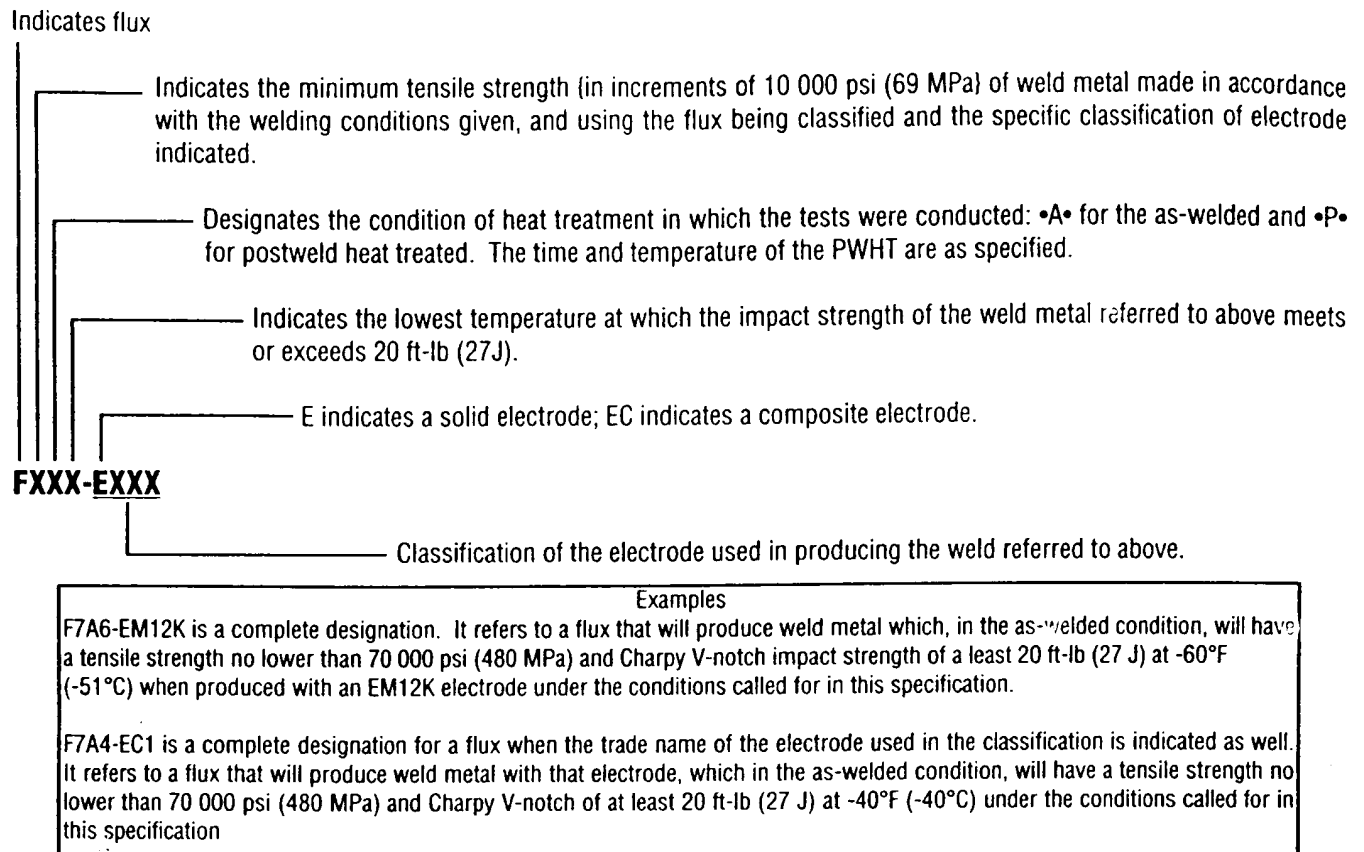 Indicates flux
Indicates the minimum tensile strength (in increments of 10 000 psi (69 MPa) of weld metal made in accordance
with the welding conditions given, and using the flux being classified and the specific classification of electrode
indicated.
Designates the condition of heat treatment in which the tests were conducted: •A• for the as-welded and •P•
for postweld heat treated. The time and temperature of the PWHT are as specified.
Indicates the lowest temperature at which the impact strength of the weld metal referred to above meets
or exceeds 20 ft-lb (27J).
E indicates a solid electrode; EC indicates a composite electrode.
FXXX-EXXX
Classification of the electrode used in producing the weld referred to above.
Examples
F7A6-EM12K is a complete designation. It refers to a flux that will produce weld metal which, in the as-welded condition, will have
a tensile strength no lower than 70 000 psi (480 MPa) and Charpy V-notch impact strength of a least 20 ft-lb (27 J) at -60°F
(-51°C) when produced with an EM12K electrode under the conditions called for in this specification.
F7A4-EC1 is a complete designation for a flux when the trade name of the electrode used in the classification is indicated as well.
It refers to a flux that will produce weld metal with that electrode, which in the as-welded condition, will have a tensile strength no
lower than 70 000 psi (480 MPa) and Charpy V-notch of at least 20 ft-lb (27 J) at -40°F (-40°C) under the conditions called for in
this specification